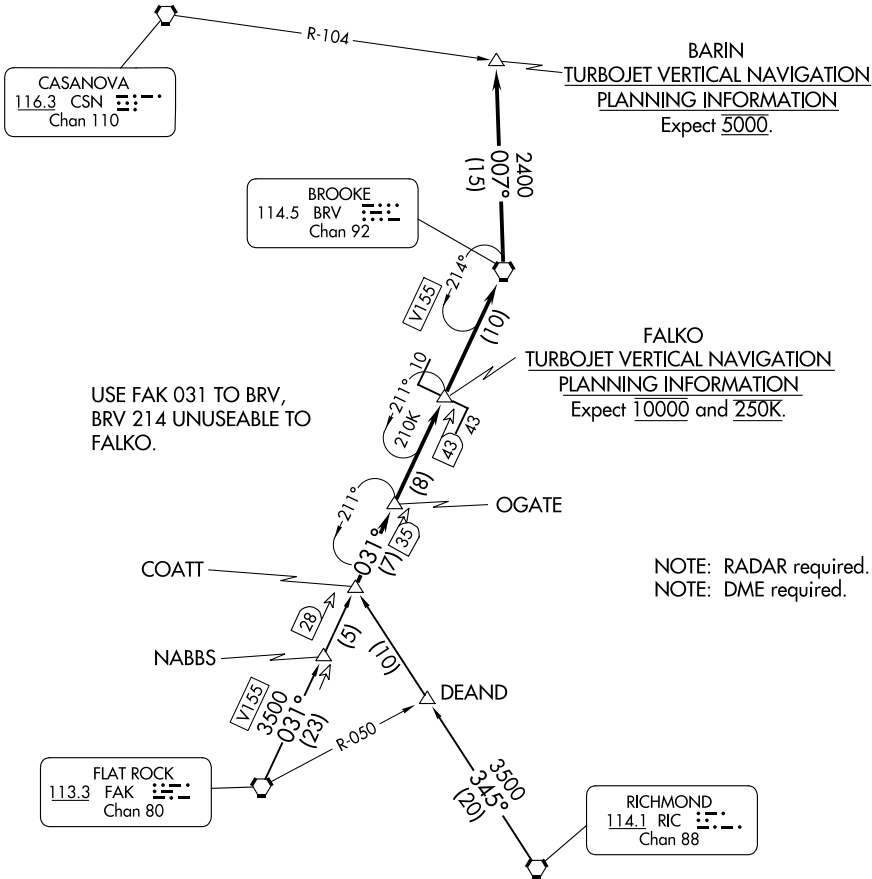 R-104
CASANOVA
116.3 CSN
Chan 110
BARIN
TURBOJET VERTICAL NAVIGATION
PLANNING INFORMATION
Expect 5000.
2400
007°
(15)
BROOKE
114.5 BRV
Chan 92
214°
V155
(10)
FALKO
TURBOJET VERTICAL NAVIGATION
PLANNING INFORMATION
Expect 10000 and 250K.
10
211°
210K
43
43
USE FAK 031 TO BRV,
BRV 214 UNUSEABLE TO
FALKO.
(8)
OGATE
211°
35
031°
(7)
COATT
NOTE: RADAR required.
NOTE: DME required.
28
(5)
(10)
NABBS
DEAND
V155
3500
031°
(23)
R-050
FLAT ROCK
113.3 FAK
Chan 80
3500
345°
(20)
RICHMOND
114.1 RIC
Chan 88